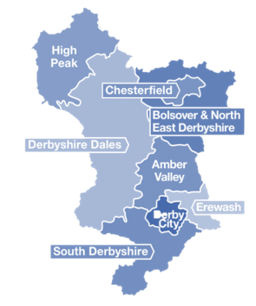 High
Peak
Chesterfield
Bolsover & North
East Derbyshire
Derbyshire Dales
Amber
Valley
Erewash
Derby
City
South Derbyshire